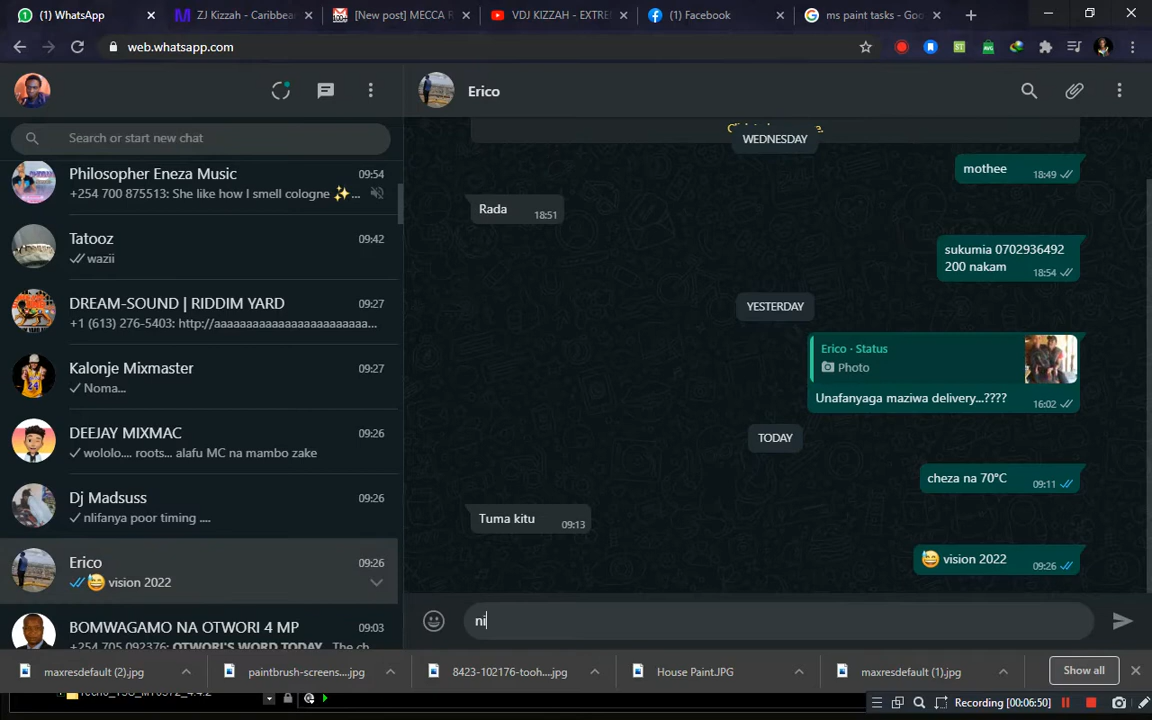 (1) WhatsApp
ZJ Kizzah - Caribbea
[New post] MECCA R
VDJ KIZZAH - EXTRE
(1) Facebook
ms paint tasks - Goo
web.whatsapp.com
Search or start new chat
Philosopher Eneza Music 09:54
+254 700 875513: She like how I smell cologne ✨...
Tatooz 09:42
wazii
DREAM-SOUND | RIDDIM YARD 09:27
+1 (613) 276-5403: http://aaaaaaaaaaaaaaaaaaaaaaa...
Kalonje Mixmaster 09:27
Noma...
DEEJAY MIXMAC 09:26
wololo.... roots... alafu MC na mambo zake
Dj Madsuss 09:26
nlifanya poor timing ....
Erico 09:26
😅 vision 2022
BOMWAGAMO NA OTWORI 4 MP 09:03
Erico
WEDNESDAY
mothee 18:49
Rada 18:51
sukumia 0702936492
200 nakam 18:54
YESTERDAY
Erico · Status
Photo
Unafanyaga maziwa delivery...???? 16:02
TODAY
cheza na 70°C 09:11
Tuma kitu 09:13
😅 vision 2022 09:26
ni
maxresdefault (2).jpg
paintbrush-screens....jpg
8423-102176-tooh....jpg
House Paint.JPG
maxresdefault (1).jpg
Show all
Recording [00:06:50]